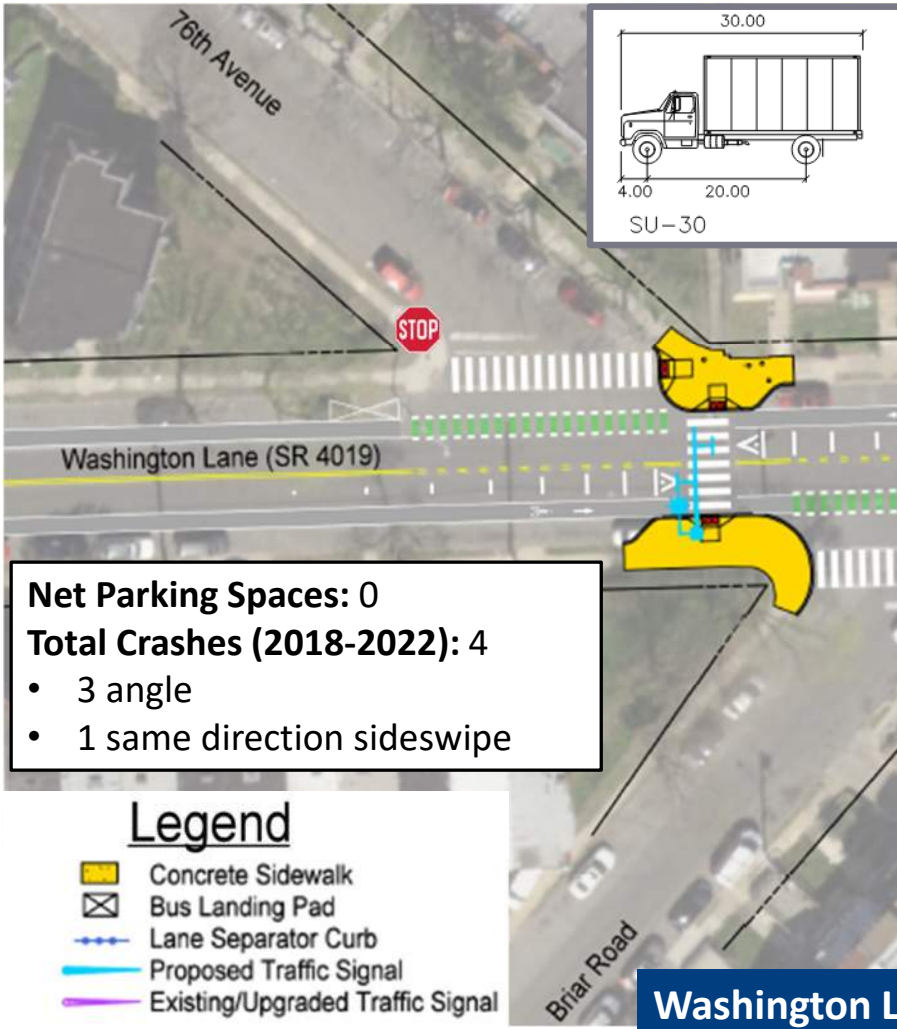 76th Avenue
30.00
4.00
20.00
SU-30
STOP
Washington Lane (SR 4019)
Net Parking Spaces: 0
Total Crashes (2018-2022): 4
• 3 angle
• 1 same direction sideswipe
Legend
Concrete Sidewalk
Bus Landing Pad
Lane Separator Curb
Proposed Traffic Signal
Existing/Upgraded Traffic Signal
Briar Road
Washington L